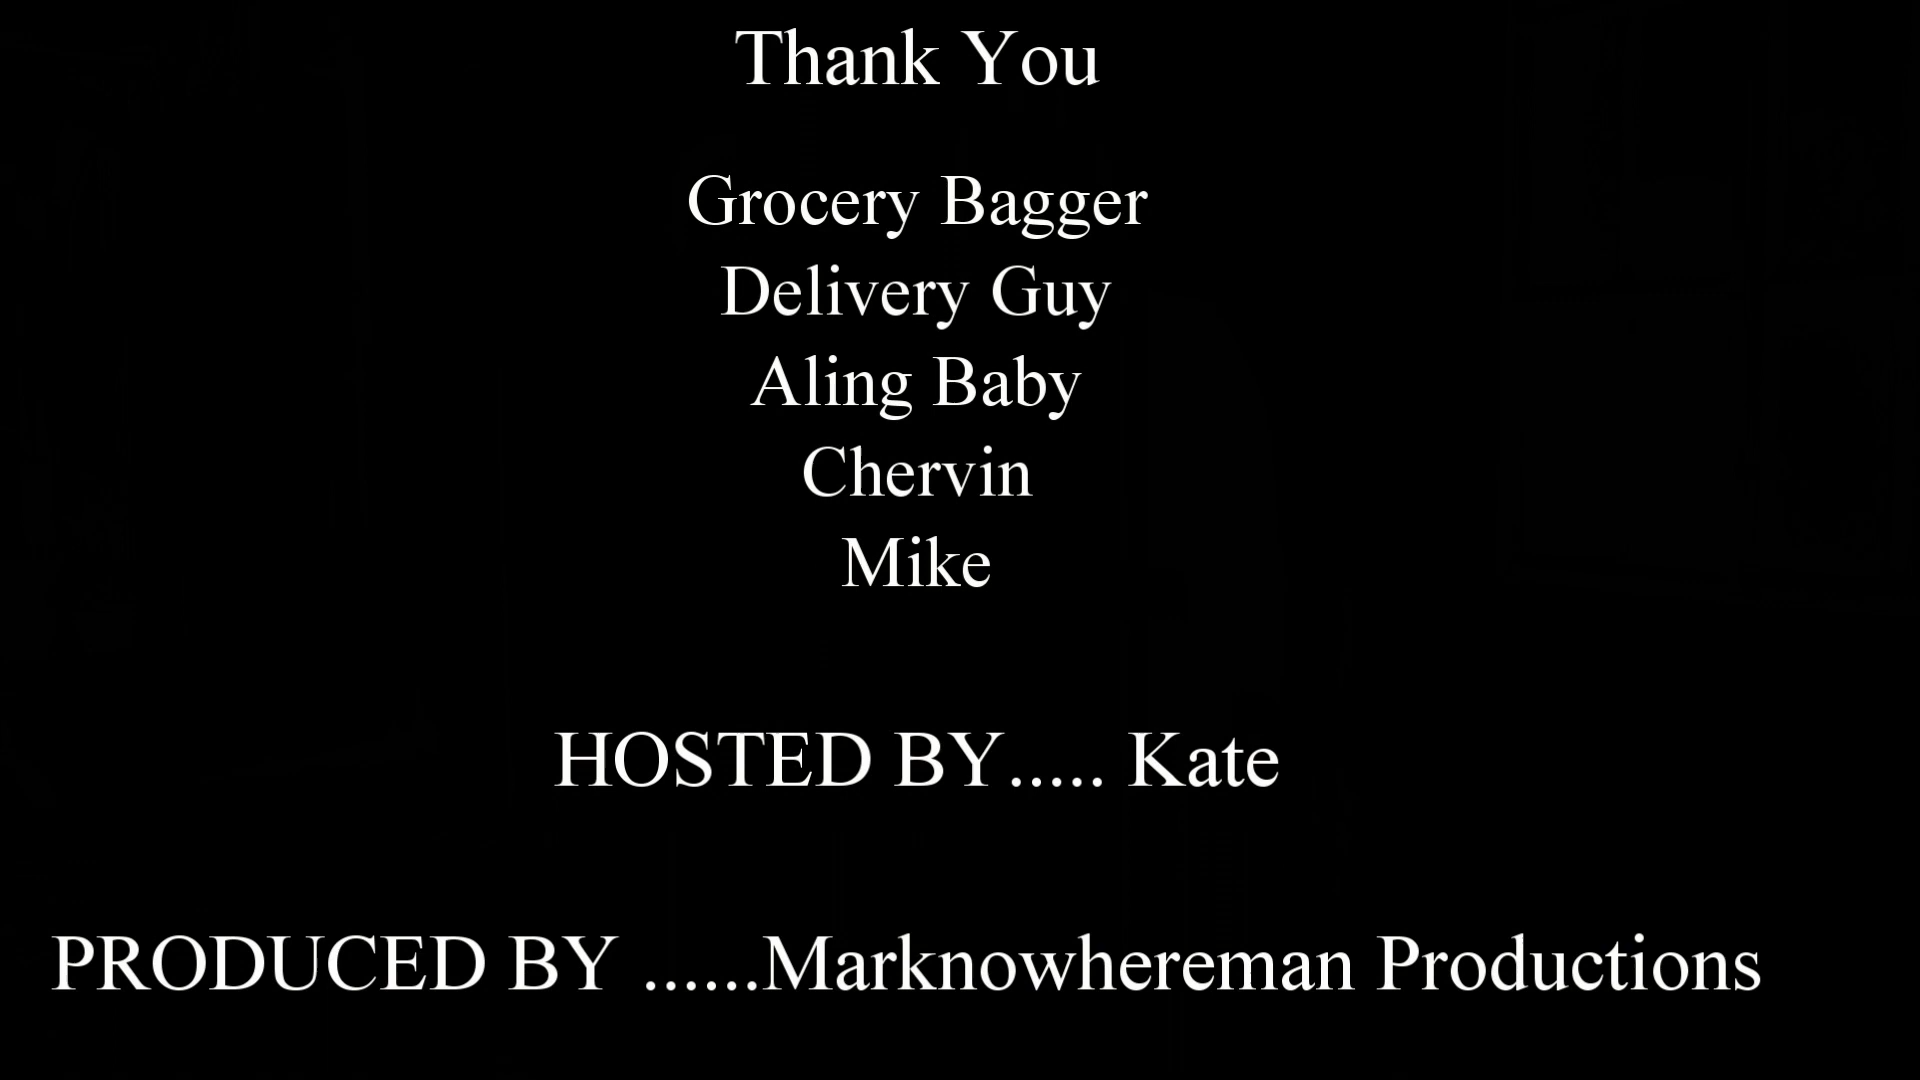 Thank You
Grocery Bagger
Delivery Guy
Aling Baby
Chervin
Mike
HOSTED BY..... Kate
PRODUCED BY ......Marknowhereman Productions